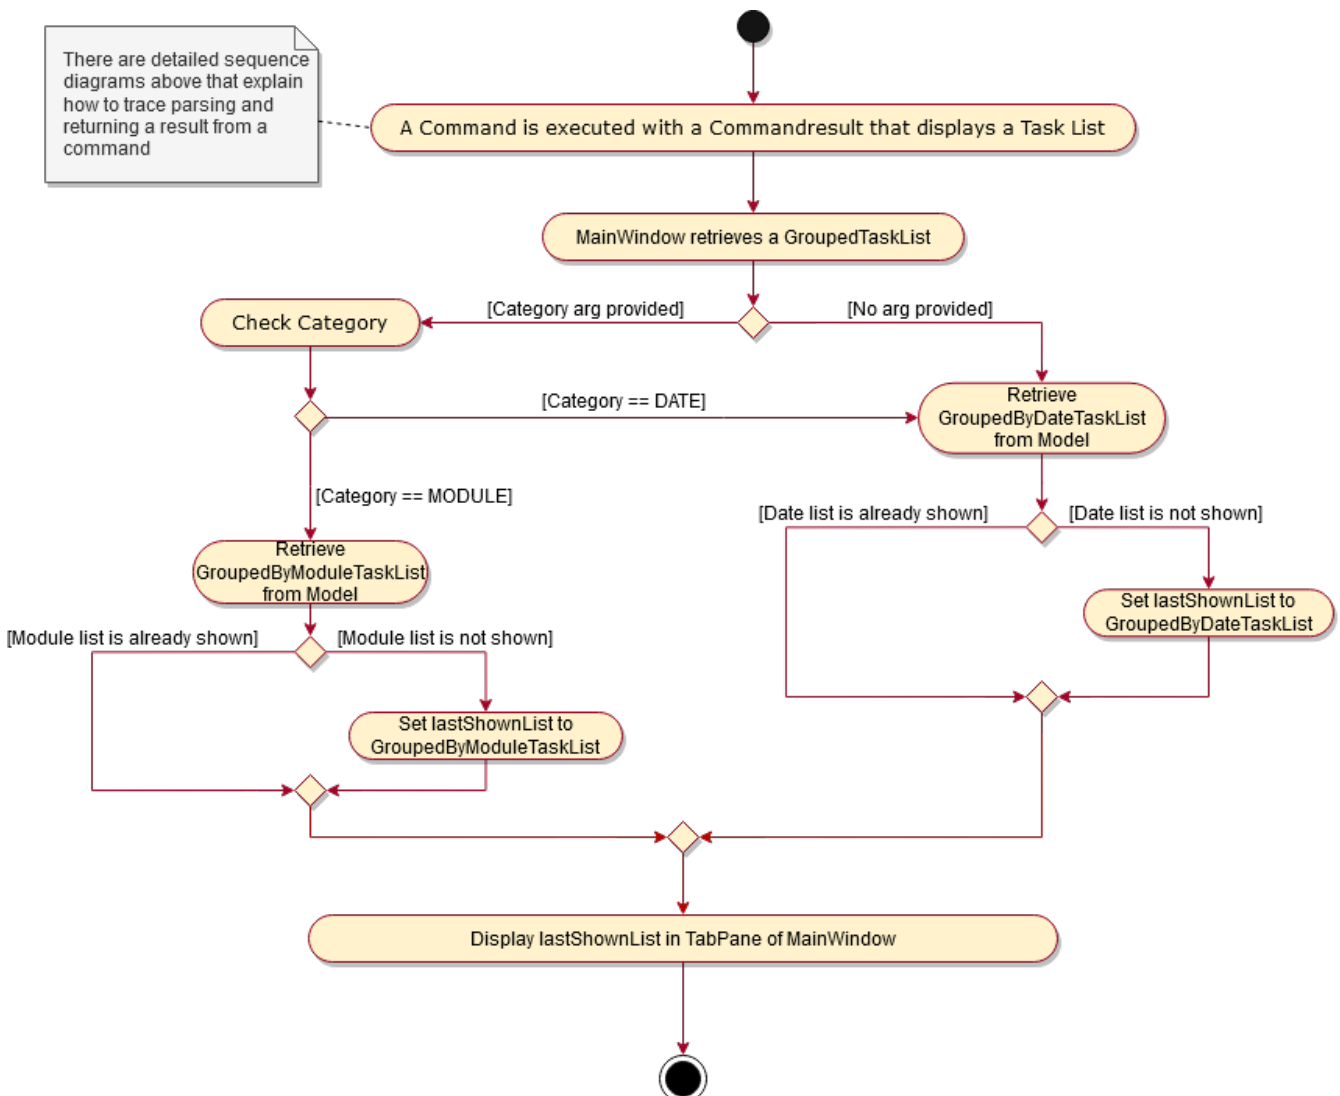 There are detailed sequence
diagrams above that explain
how to trace parsing and
returning a result from a
command
A Command is executed with a Commandresult that displays a Task List
MainWindow retrieves a GroupedTaskList
[Category arg provided]
[No arg provided]
Check Category
[Category == DATE]
Retrieve
GroupedByDateTaskList
from Model
[Category == MODULE]
[Date list is already shown]
[Date list is not shown]
Retrieve
GroupedByModuleTaskList
from Model
Set lastShownList to
GroupedByDateTaskList
[Module list is already shown]
[Module list is not shown]
Set lastShownList to
GroupedByModuleTaskList
Display lastShownList in TabPane of MainWindow